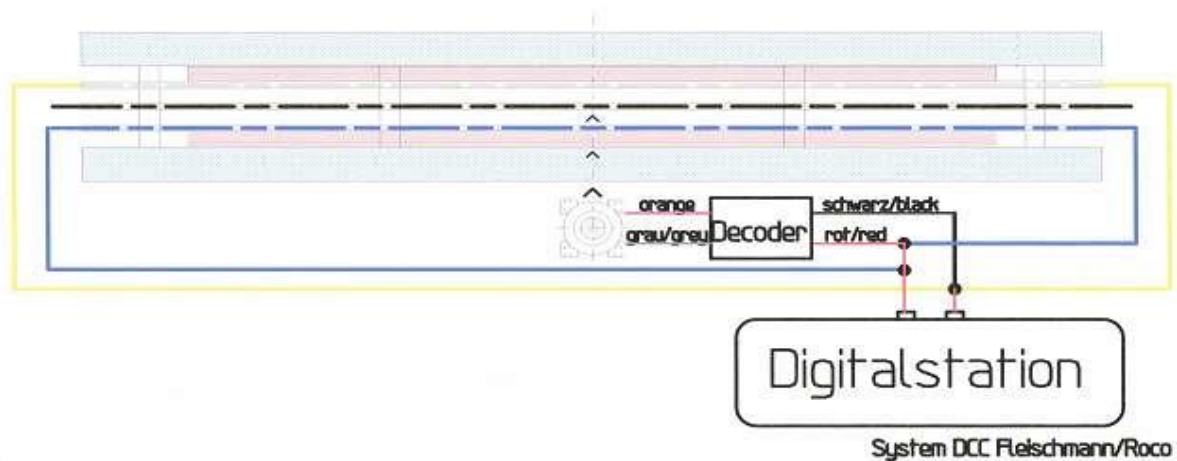 orange
schwarz/black
grau/grey
Decoder
rot/red
Digitalstation
System DCC Fleischmann/Roco